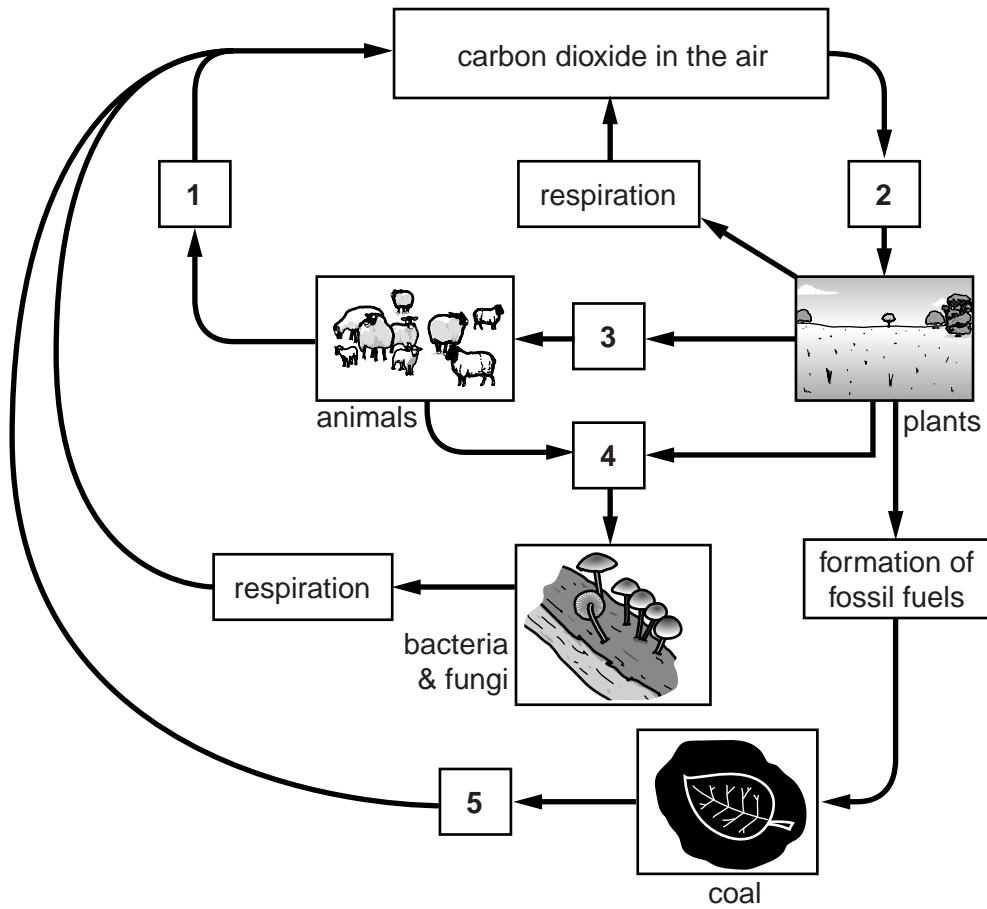 carbon dioxide in the air
1
respiration
2
3
animals
plants
4
formation of
fossil fuels
respiration
bacteria
& fungi
5
coal